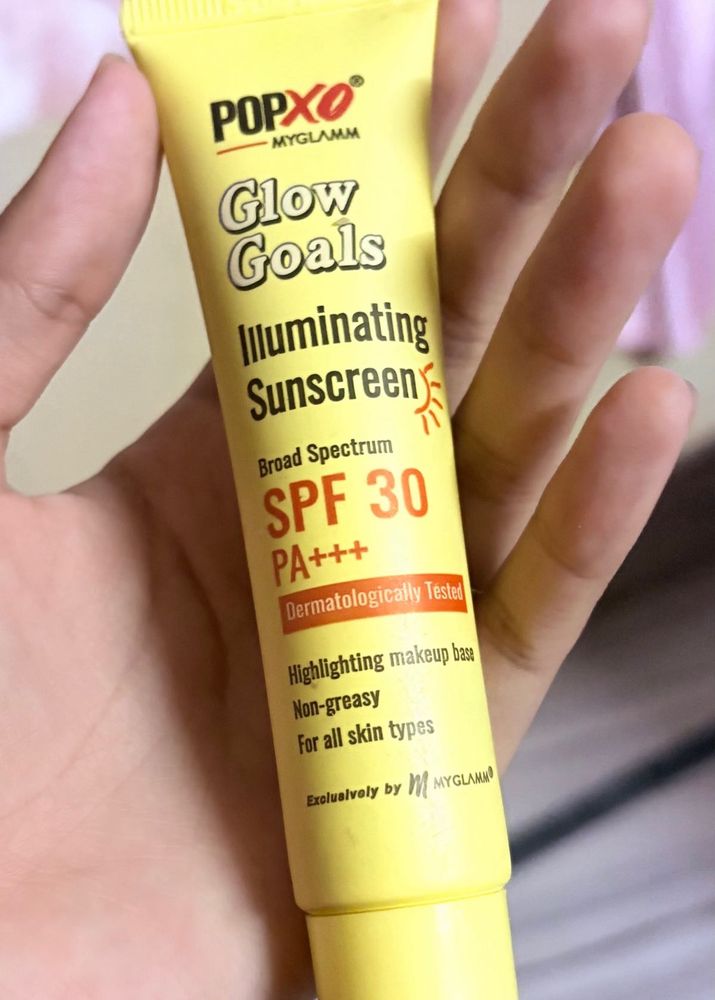 POPXO®
MYGLAMM
Glow
Goals
Illuminating
Sunscreen
Broad Spectrum
SPF 30
PA+++
Dermatologically Tested
Highlighting makeup base
Non-greasy
For all skin types
Exclusively by m MYGLAMM®